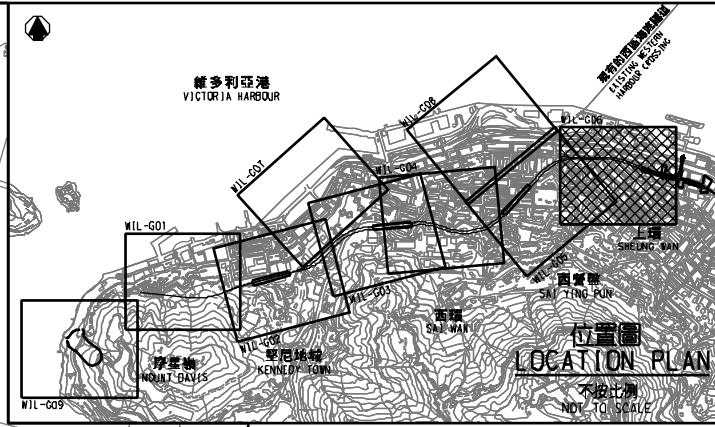 維多利亞港
VICTORIA HARBOUR
現有的西區海底隧道
EXISTING WESTERN
HARBOUR CROSSING
WIL-G08
WIL-G06
WIL-G07
WIL-G04
WIL-G01
上環
SHEUNG WAN
WIL-G05
西營盤
SAI YING PUN
WIL-G03
西環
SAI WAN
WIL-G02
堅尼地城
KENNEDY TOWN
摩星嶺
MOUNT DAVIS
WIL-G09
位置圖
LOCATION PLAN
不按比例
NOT TO SCALE